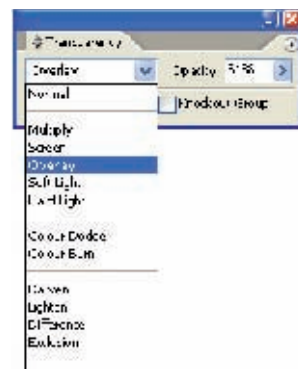 Transparency
Overlay Opacity
Normal
Knockout Group
Multiply
Screen
Overlay
Soft Light
Hard Light
Colour Dodge
Colour Burn
Darken
Lighten
Difference
Exclusion